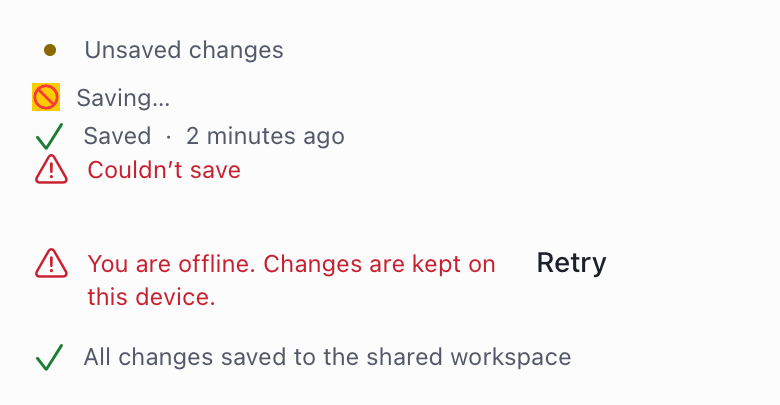 Unsaved changes
Saving…
Saved · 2 minutes ago
Couldn’t save
You are offline. Changes are kept on
this device.
Retry
All changes saved to the shared workspace